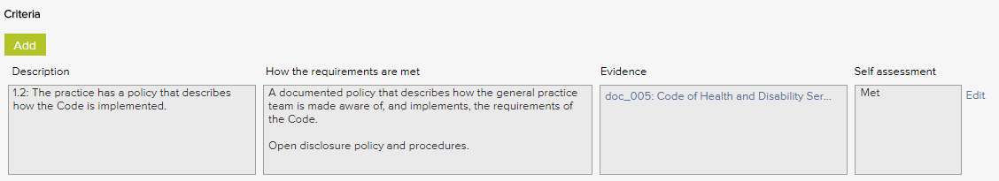 Criteria
Add
Description
How the requirements are met
Evidence
Self assessment
1.2: The practice has a policy that describes
how the Code is implemented.
A documented policy that describes how the general practice
team is made aware of, and implements, the requirements of
the Code.
Open disclosure policy and procedures.
doc_005: Code of Health and Disability Ser...
Met
Edit